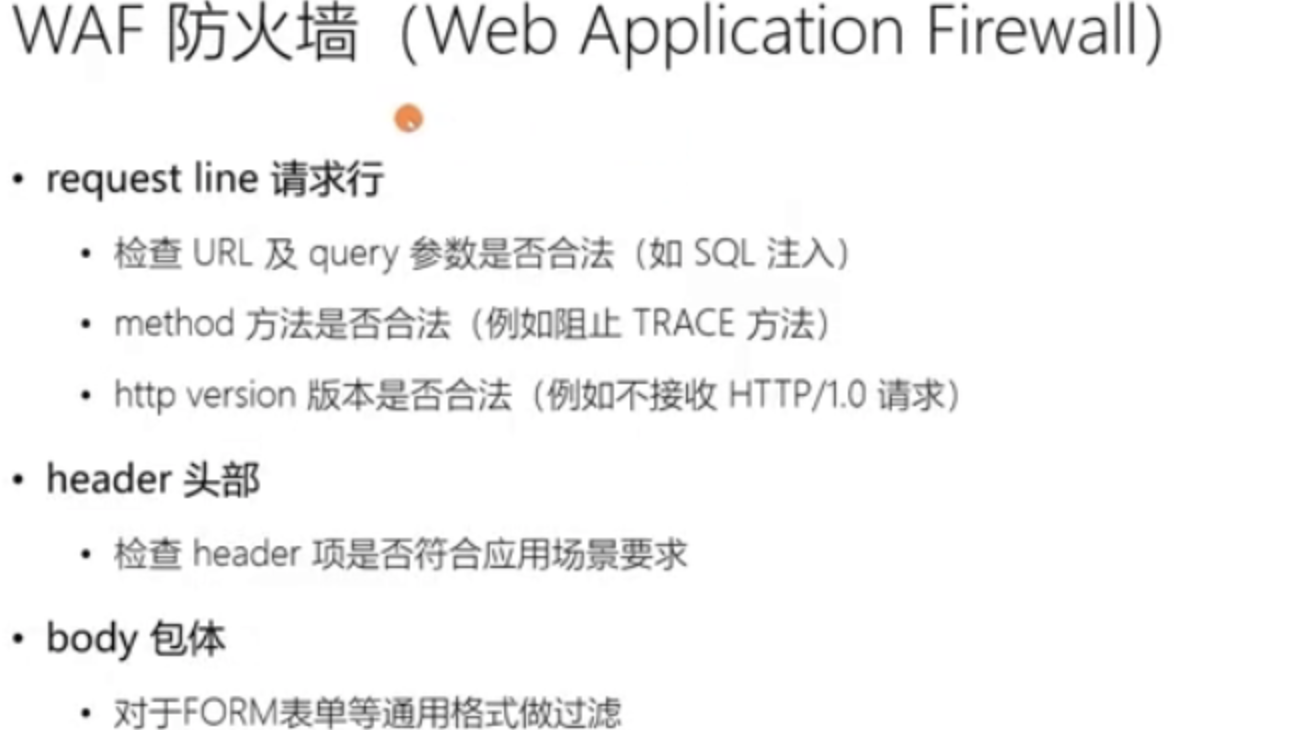 WAF 防火墙（Web Application Firewall）
• request line 请求行
• 检查 URL 及 query 参数是否合法（如 SQL 注入）
• method 方法是否合法（例如阻止 TRACE 方法）
• http version 版本是否合法（例如不接收 HTTP/1.0 请求）
• header 头部
• 检查 header 项是否符合应用场景要求
• body 包体
• 对于FORM表单等通用格式做过滤